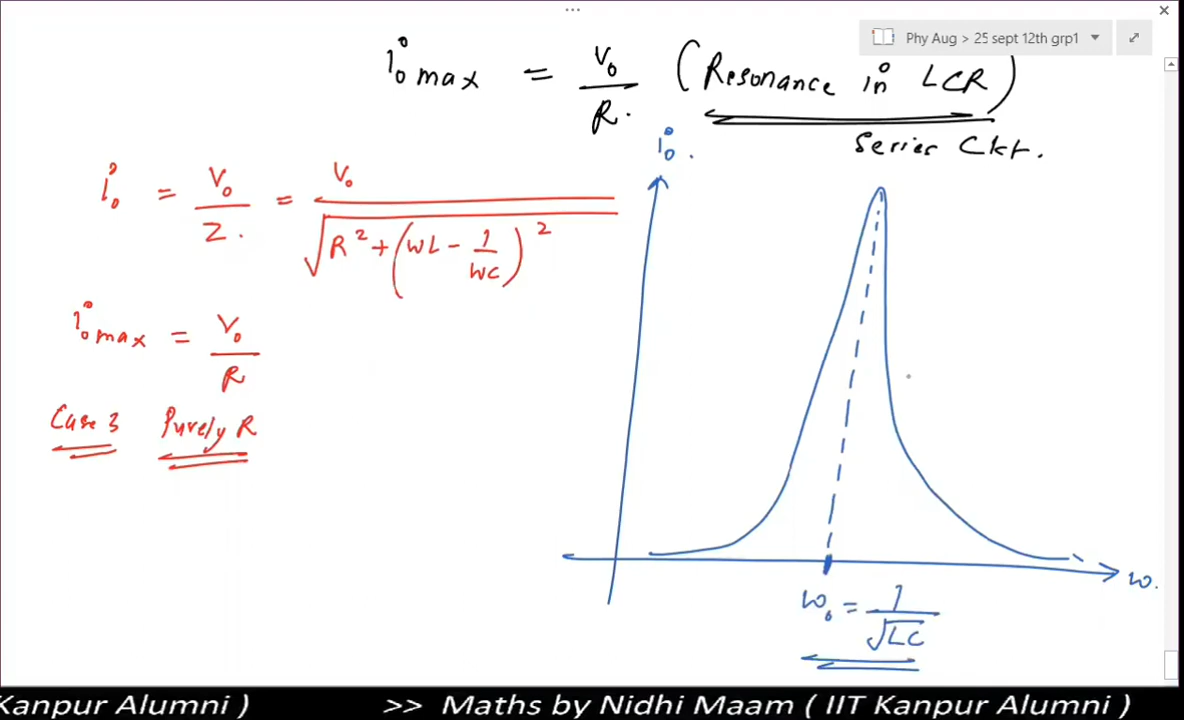 Phy Aug > 25 sept 12th grp1
i₀ max = V₀/R. (Resonance in LCR)
Series Ckt.
i₀.
i₀ = V₀/Z. = V₀/√(R² + (WL - 1/WC)²)
i₀ max = V₀/R
Case 3 Purely R
ω.
ω₀ = 1/√LC
Kanpur Alumni ) >> Maths by Nidhi Maam ( IIT Kanpur Alumni )